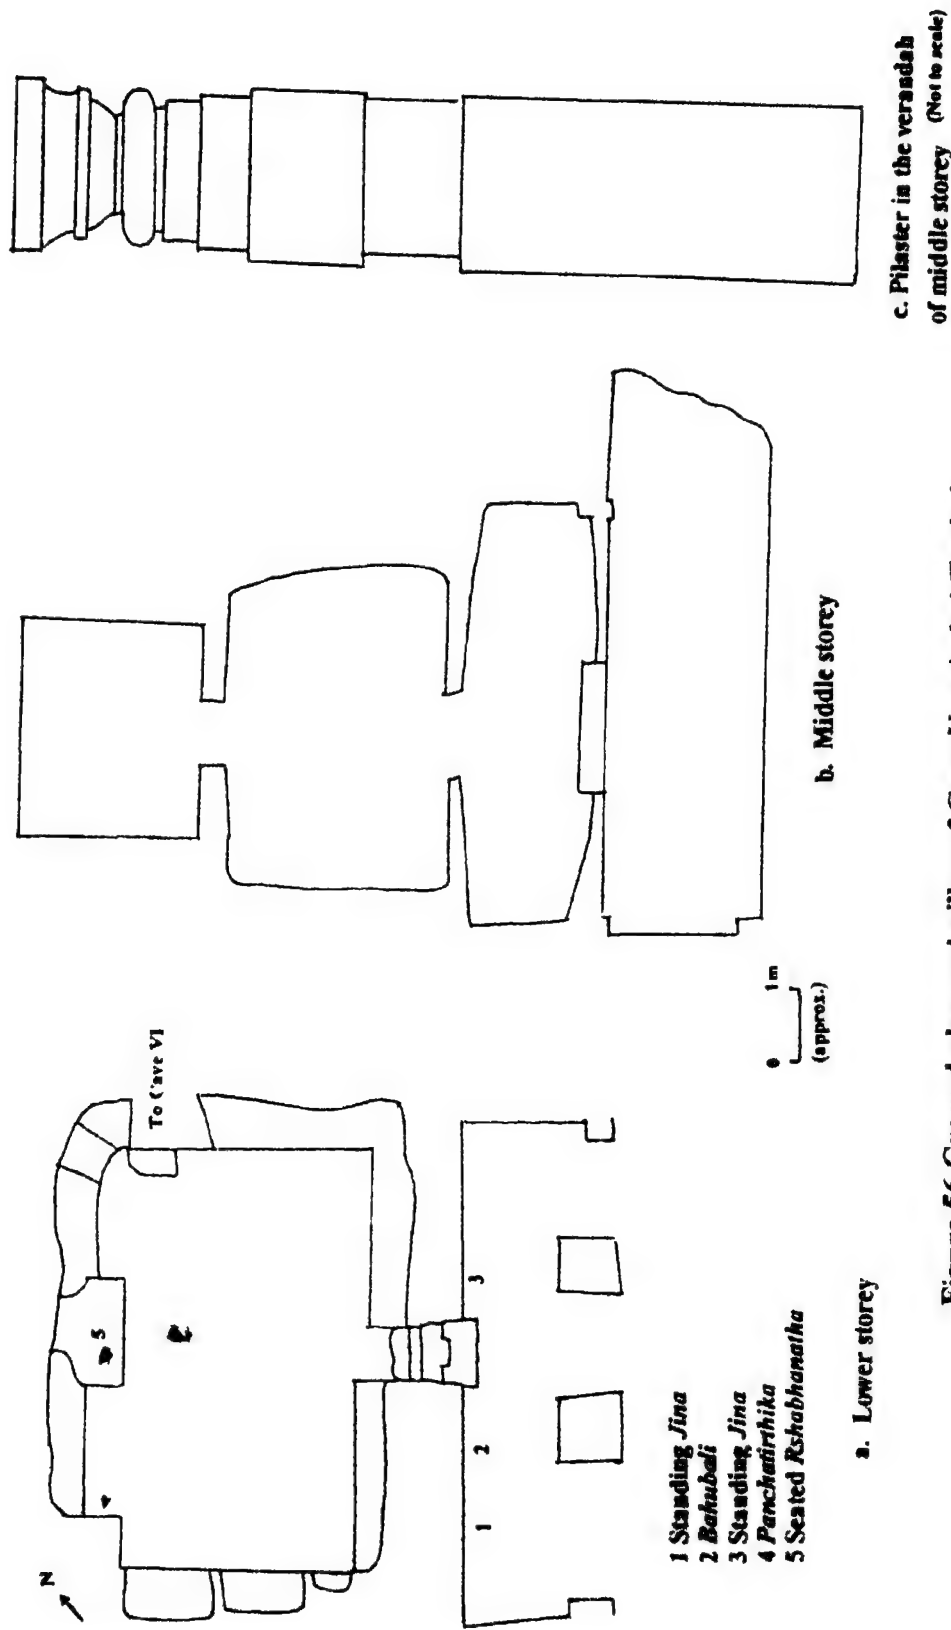 N
To Cave VI
4
5
1
2
3
1 Standing Jina
2 Bahubali
3 Standing Jina
4 Panchatirthika
5 Seated Rshabhanatha
a. Lower storey
0 1m
(approx.)
b. Middle storey
c. Pilaster in the verandah
of middle storey (Not to scale)
Figure 56